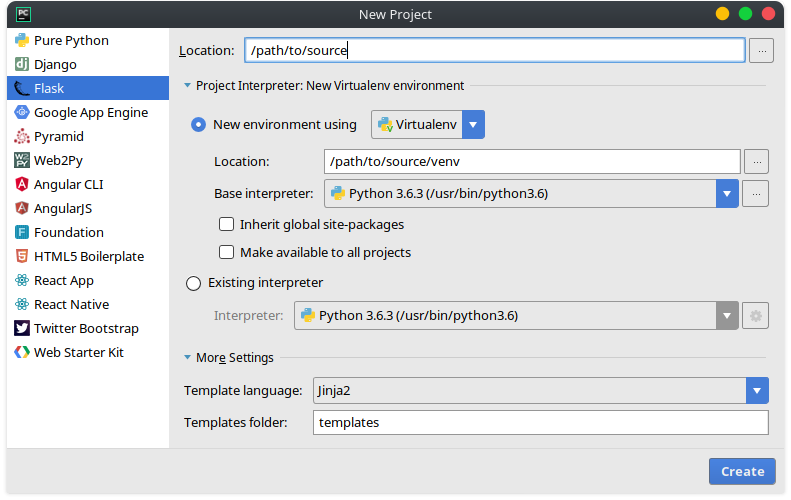 PC
New Project
Pure Python
Django
Flask
Google App Engine
Pyramid
Web2Py
Angular CLI
AngularJS
Foundation
HTML5 Boilerplate
React App
React Native
Twitter Bootstrap
Web Starter Kit
Location: /path/to/source ...
Project Interpreter: New Virtualenv environment
New environment using Virtualenv
Location: /path/to/source/venv ...
Base interpreter: Python 3.6.3 (/usr/bin/python3.6) ...
Inherit global site-packages
Make available to all projects
Existing interpreter
Interpreter: Python 3.6.3 (/usr/bin/python3.6)
More Settings
Template language: Jinja2
Templates folder: templates
Create